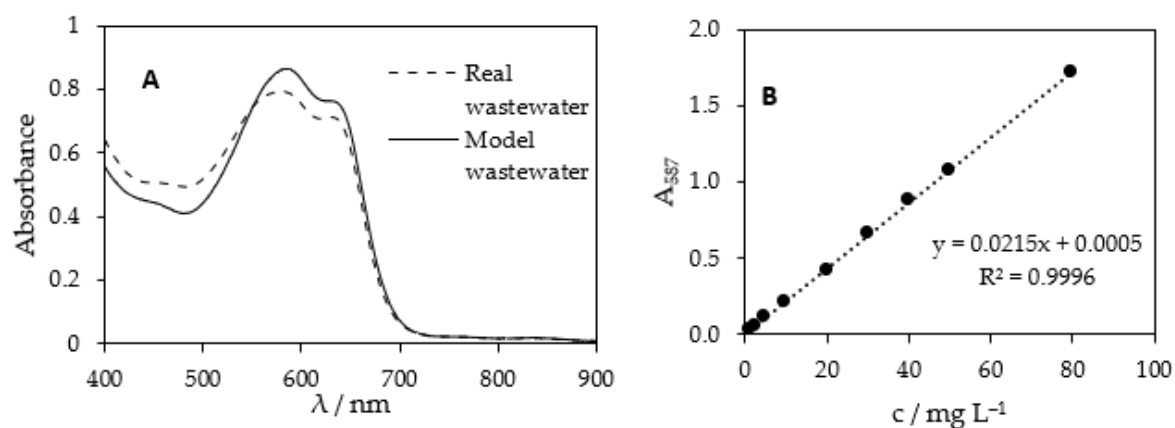 A
Absorbance
1
0.8
0.6
0.4
0.2
0
400
500
600
700
800
900
λ / nm
Real
wastewater
Model
wastewater
B
A₅₈₇
2.0
1.5
1.0
0.5
0.0
0
20
40
60
80
100
c / mg L⁻¹
y = 0.0215x + 0.0005
R² = 0.9996